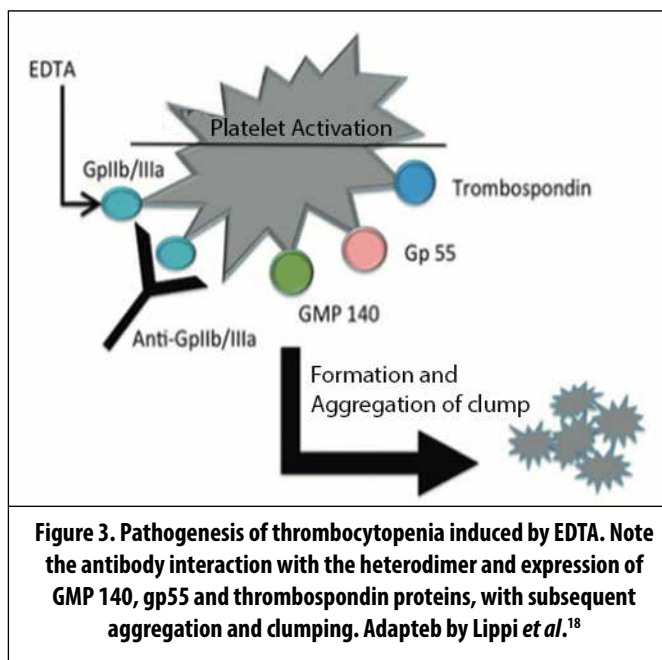 EDTA
Platelet Activation
GpIIb/IIIa
Trombospondin
Gp 55
GMP 140
Anti-GpIIb/IIIa
Formation and
Aggregation of clump
Figure 3. Pathogenesis of thrombocytopenia induced by EDTA. Note
the antibody interaction with the heterodimer and expression of
GMP 140, gp55 and thrombospondin proteins, with subsequent
aggregation and clumping. Adapteb by Lippi et al.18